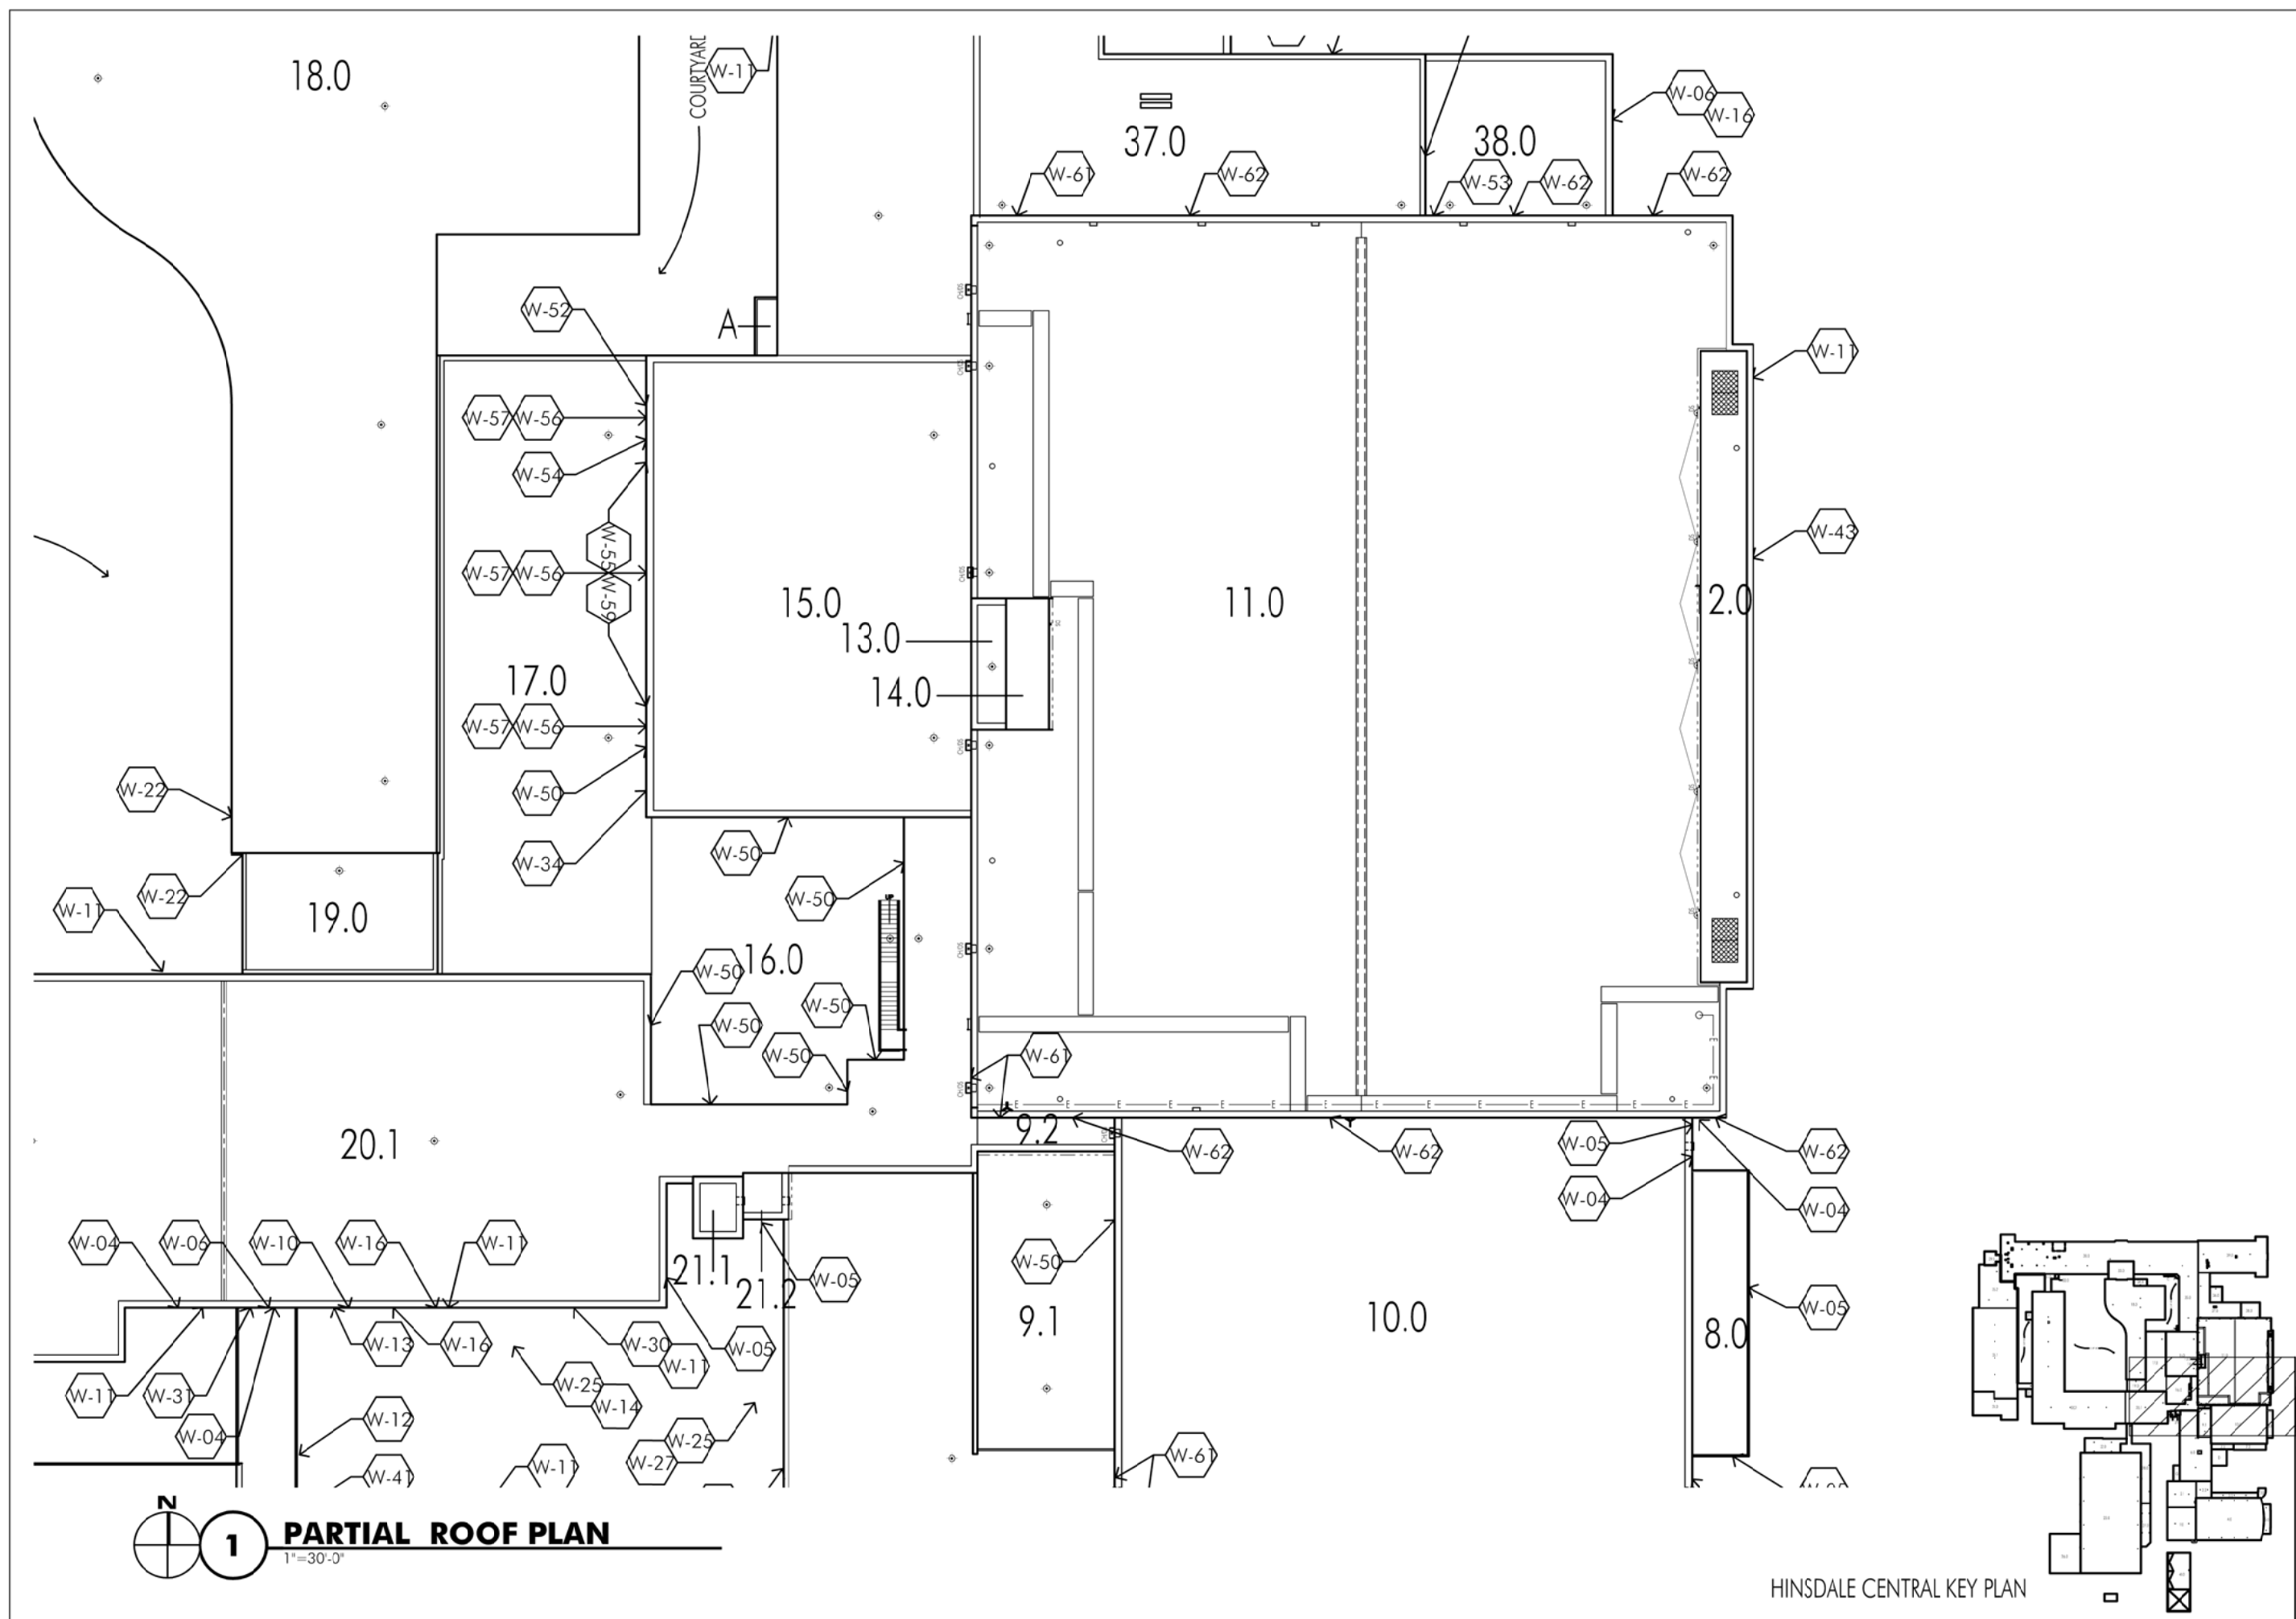 18.0
COURTYARD
W-11
37.0
38.0
W-06
W-16
W-61
W-62
W-53
W-62
W-62
W-52
A
W-11
W-57
W-56
W-54
W-55
W-59
W-43
W-57
W-56
15.0
11.0
12.0
13.0
14.0
17.0
W-57
W-56
W-50
W-22
W-34
W-50
W-22
W-50
W-11
19.0
UP
W-50
16.0
W-50
W-50
W-50
W-61
9.2
20.1
W-62
W-62
W-05
W-62
W-04
W-04
W-04
W-05
W-10
W-16
W-11
21.1
21.2
W-05
W-50
9.1
10.0
8.0
W-05
W-13
W-16
W-30
W-11
W-05
W-11
W-31
W-25
W-14
W-04
W-12
W-25
W-27
W-41
W-11
W-61
N
1
PARTIAL ROOF PLAN
1"=30'-0"
HINSDALE CENTRAL KEY PLAN